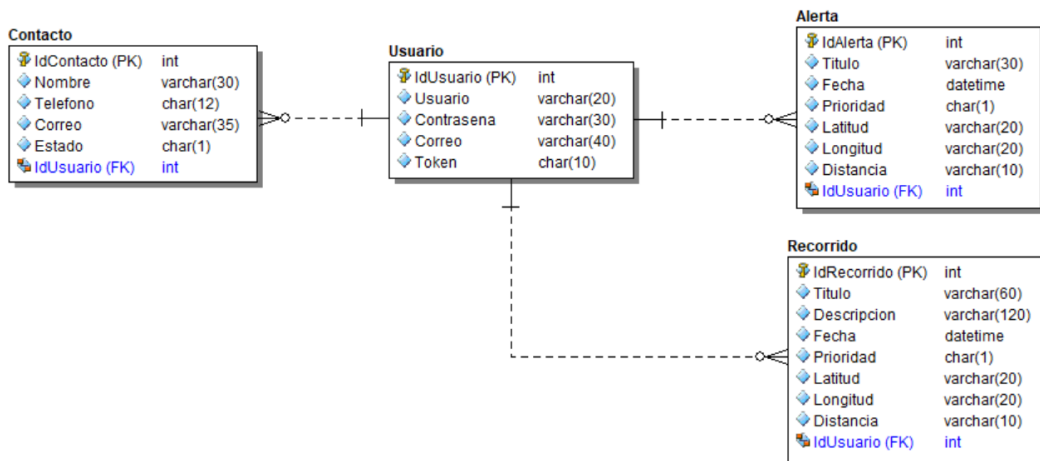 Contacto
IdContacto (PK) int
Nombre varchar(30)
Telefono char(12)
Correo varchar(35)
Estado char(1)
IdUsuario (FK) int
Usuario
IdUsuario (PK) int
Usuario varchar(20)
Contrasena varchar(30)
Correo varchar(40)
Token char(10)
Alerta
IdAlerta (PK) int
Titulo varchar(30)
Fecha datetime
Prioridad char(1)
Latitud varchar(20)
Longitud varchar(20)
Distancia varchar(10)
IdUsuario (FK) int
Recorrido
IdRecorrido (PK) int
Titulo varchar(60)
Descripcion varchar(120)
Fecha datetime
Prioridad char(1)
Latitud varchar(20)
Longitud varchar(20)
Distancia varchar(10)
IdUsuario (FK) int